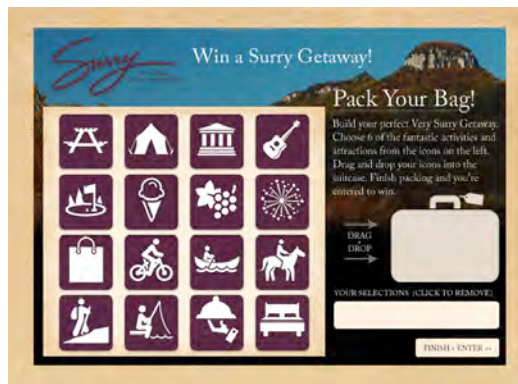 Surry
Win a Surry Getaway!
Pack Your Bag!
Build your perfect Very Surry Getaway.
Choose 6 of the fantastic activities and
attractions from the icons on the left.
Drag and drop your icons into the
suitcase. Finish packing and you're
entered to win.
DRAG
+
DROP
YOUR SELECTIONS (CLICK TO REMOVE)
FINISH + ENTER >>